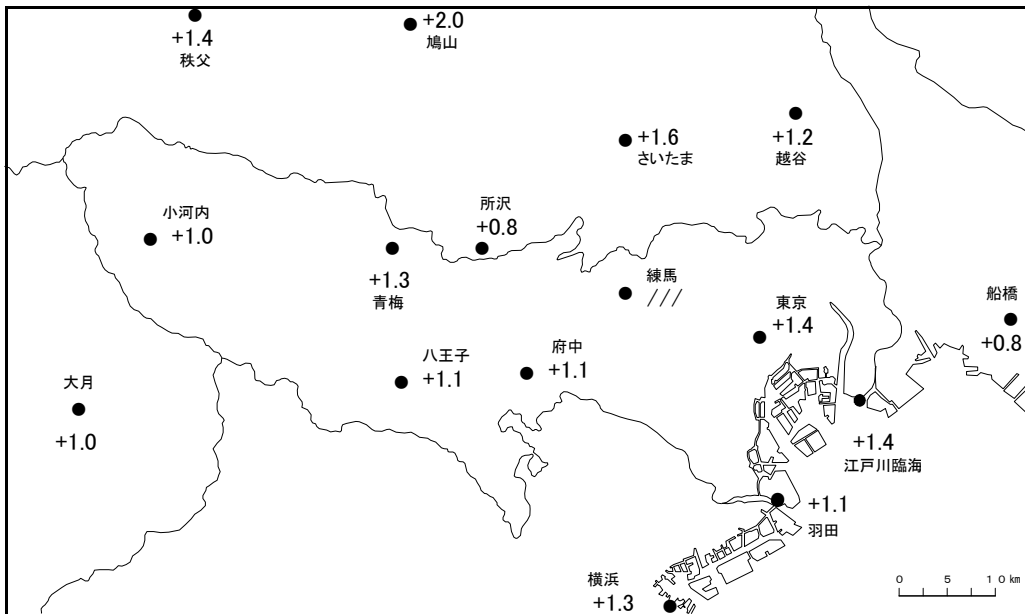 +1.4
秩父
+2.0
鳩山
+1.6
さいたま
+1.2
越谷
小河内
+1.0
所沢
+0.8
+1.3
青梅
練馬
///
東京
+1.4
船橋
+0.8
大月
+1.0
八王子
+1.1
府中
+1.1
+1.4
江戸川臨海
+1.1
羽田
横浜
+1.3
0 5 10km